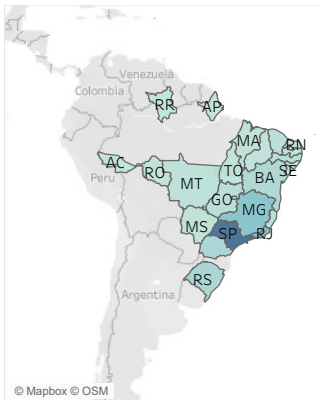 Venezuela
Colombia
RR
AP
MA
RN
AC
RO
TO
SE
Peru
MT
BA
GO
MG
MS
SP
RJ
RS
Argentina
© Mapbox © OSM